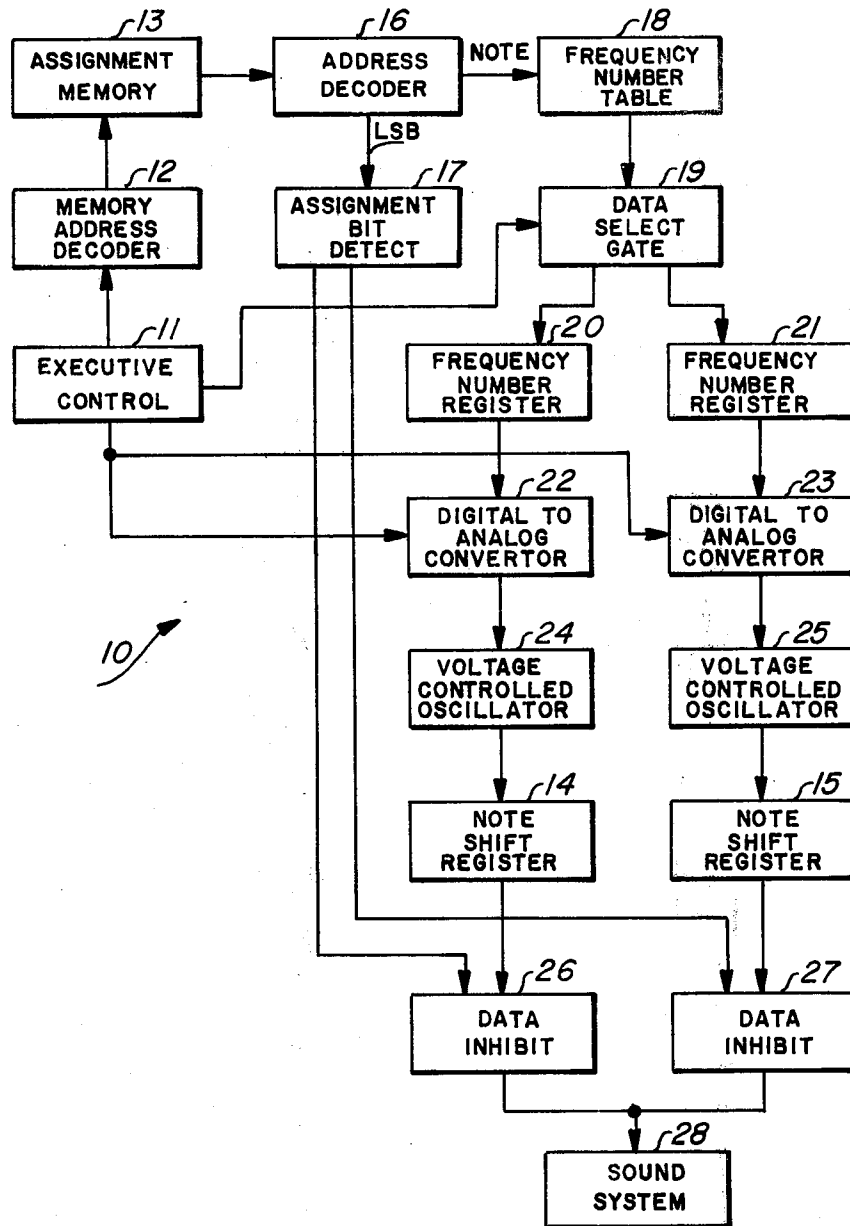 13
ASSIGNMENT
MEMORY
16
ADDRESS
DECODER
NOTE
18
FREQUENCY
NUMBER
TABLE
LSB
12
MEMORY
ADDRESS
DECODER
17
ASSIGNMENT
BIT
DETECT
19
DATA
SELECT
GATE
11
EXECUTIVE
CONTROL
20
FREQUENCY
NUMBER
REGISTER
21
FREQUENCY
NUMBER
REGISTER
22
DIGITAL TO
ANALOG
CONVERTOR
23
DIGITAL TO
ANALOG
CONVERTOR
10
24
VOLTAGE
CONTROLLED
OSCILLATOR
25
VOLTAGE
CONTROLLED
OSCILLATOR
14
NOTE
SHIFT
REGISTER
15
NOTE
SHIFT
REGISTER
26
DATA
INHIBIT
27
DATA
INHIBIT
28
SOUND
SYSTEM